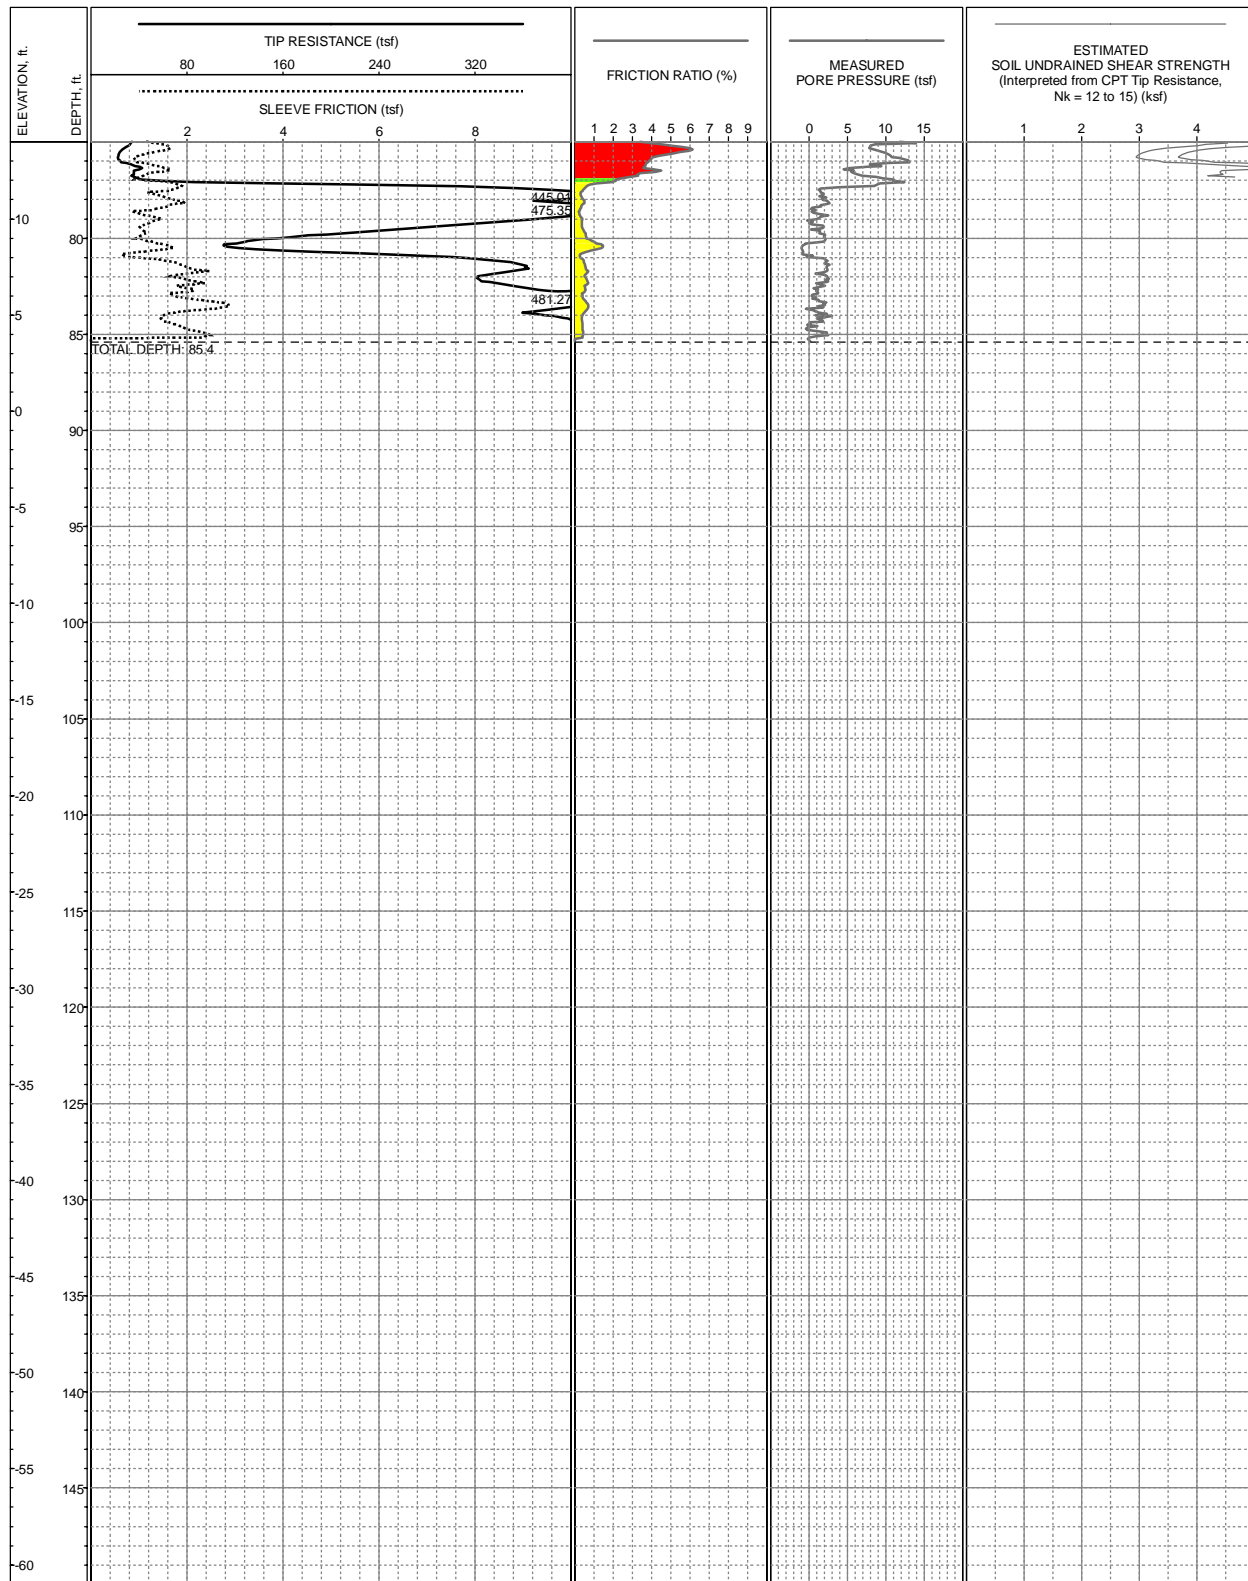 ELEVATION, ft.
DEPTH, ft.
TIP RESISTANCE (tsf)
80 160 240 320
SLEEVE FRICTION (tsf)
2 4 6 8
FRICTION RATIO (%)
1 2 3 4 5 6 7 8 9
MEASURED
PORE PRESSURE (tsf)
0 5 10 15
ESTIMATED
SOIL UNDRAINED SHEAR STRENGTH
(Interpreted from CPT Tip Resistance,
Nk = 12 to 15) (ksf)
1 2 3 4
445.01
475.35
10
80
481.27
5
85
TOTAL DEPTH: 85.4
0
90
-5
95
-10
100
-15
105
-20
110
-25
115
-30
120
-35
125
-40
130
-45
135
-50
140
-55
145
-60